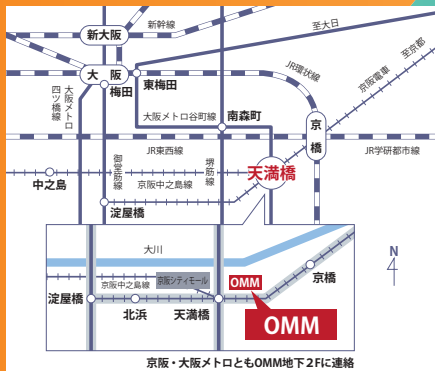 新幹線
至大日
新大阪
至京都
JR環状線
京阪電車
大阪
東梅田
梅田
大阪メトロ
四ツ橋線
大阪メトロ谷町線
南森町
京橋
JR東西線
JR学研都市線
御堂筋線
堺筋線
天満橋
中之島
京阪中之島線
淀屋橋
大川
N
京阪シティモール
OMM
京橋
京阪中之島線
淀屋橋
北浜
天満橋
OMM
京阪・大阪メトロともOMM地下２Fに連絡